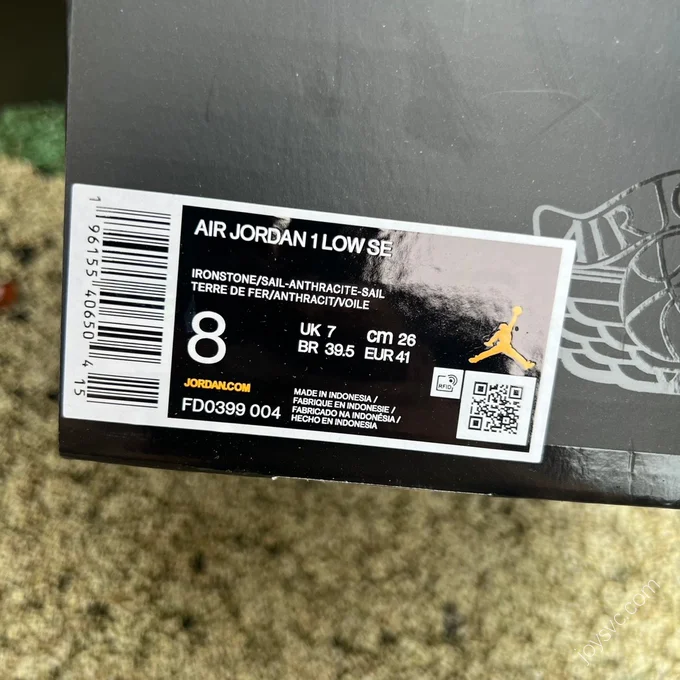 AIR JORDAN 1 LOW SE
IRONSTONE/SAIL-ANTHRACITE-SAIL
TERRE DE FER/ANTHRACIT/VOILE
8
UK 7 cm 26
BR 39.5 EUR 41
JORDAN.COM
FD0399 004
MADE IN INDONESIA/
FABRIQUE EN INDONESIE/
FABRICADO NA INDONÉSIA/
HECHO EN INDONESIA
RFID
1 96155 40650 4 15
AIR JO